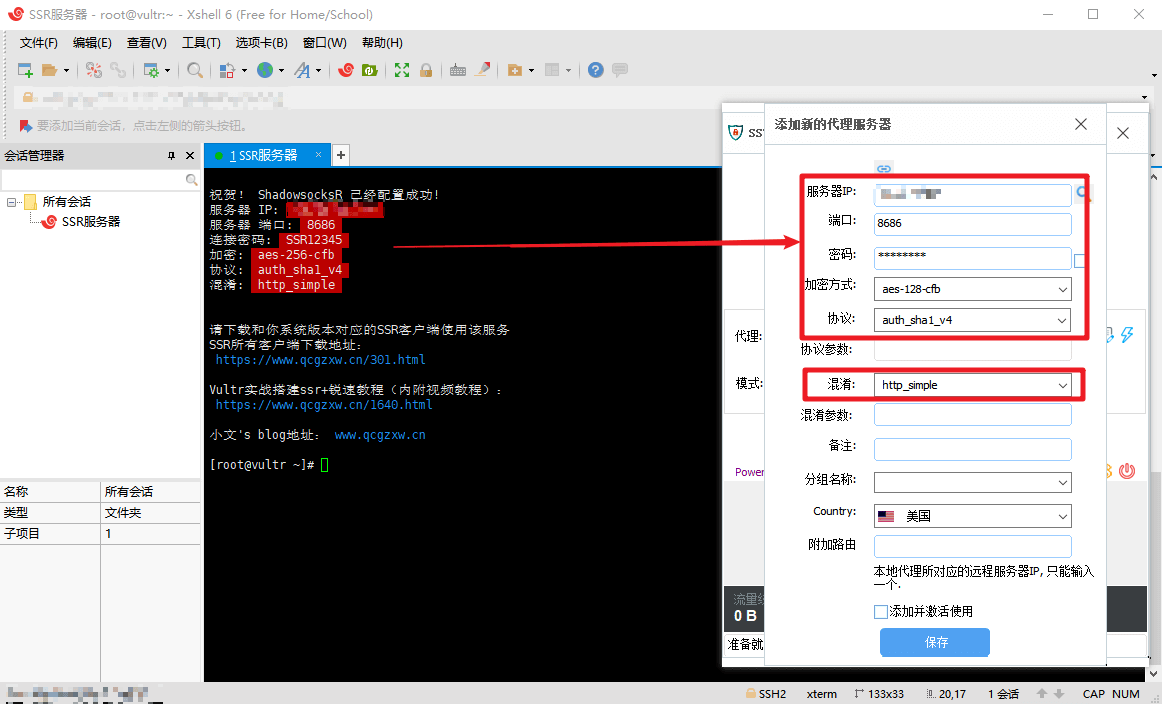 SSR服务器 - root@vultr:~ - Xshell 6 (Free for Home/School)
文件(F) 编辑(E) 查看(V) 工具(T) 选项卡(B) 窗口(W) 帮助(H)
要添加当前会话，点击左侧的箭头按钮。
会话管理器
1 SSR服务器
所有会话
SSR服务器
名称 所有会话
类型 文件夹
子项目 1
祝贺！ ShadowsocksR 已经配置成功！
服务器 IP:
服务器 端口: 8686
连接密码: SSR12345
加密: aes-256-cfb
协议: auth_sha1_v4
混淆: http_simple
请下载和你系统版本对应的SSR客户端使用该服务
SSR所有客户端下载地址:
https://www.qcgzxw.cn/301.html
Vultr实战搭建ssr+锐速教程（内附视频教程）:
https://www.qcgzxw.cn/1640.html
小文's blog地址: www.qcgzxw.cn
[root@vultr ~]#
代理:
模式:
Power
0 B
准备就
添加新的代理服务器
服务器IP:
端口: 8686
密码: ********
加密方式: aes-128-cfb
协议: auth_sha1_v4
协议参数:
混淆: http_simple
混淆参数:
备注:
分组名称:
Country: 美国
附加路由
本地代理所对应的远程服务器IP,只能输入
一个.
添加并激活使用
保存
SSH2 xterm 133x33 20,17 1 会话 CAP NUM